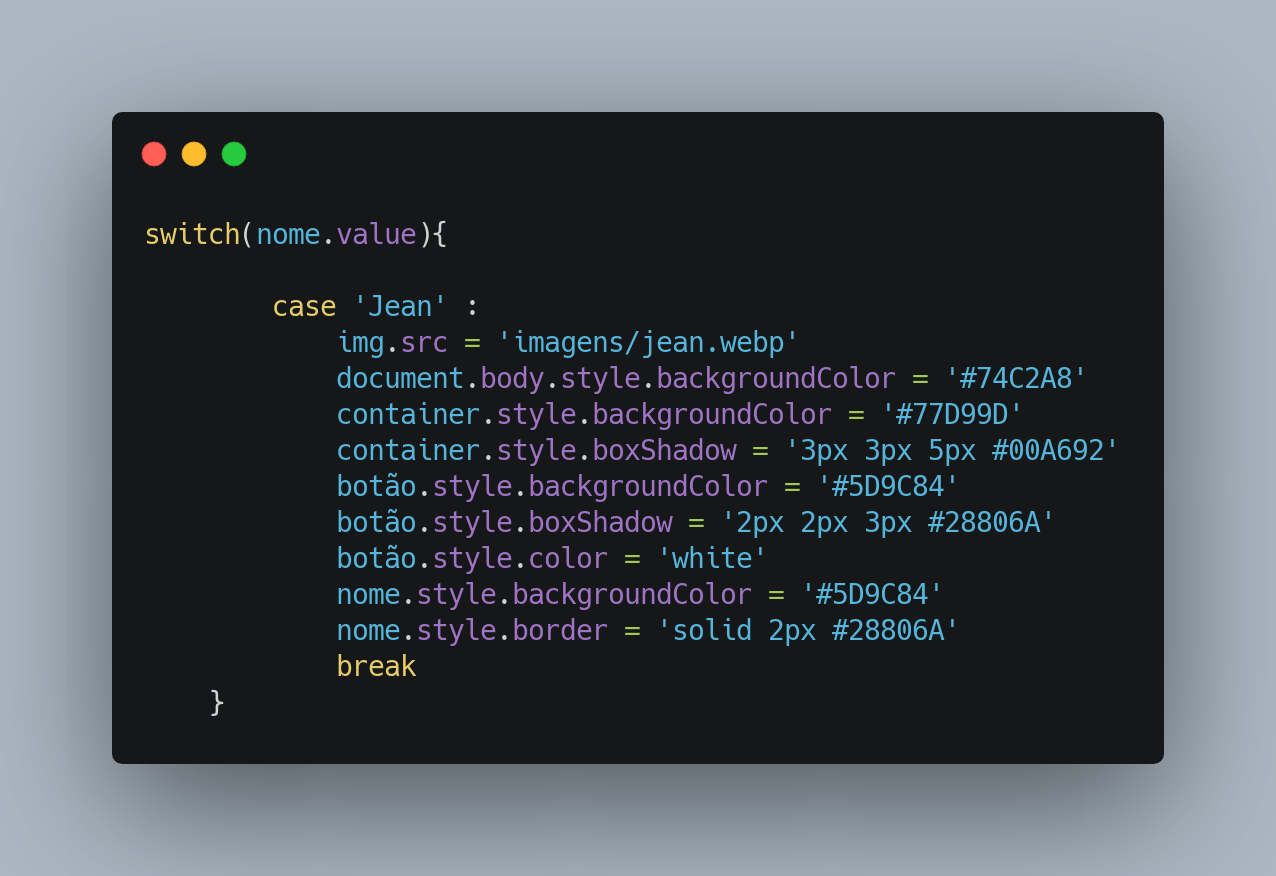 switch(nome.value){
case 'Jean' :
img.src = 'imagens/jean.webp'
document.body.style.backgroundColor = '#74C2A8'
container.style.backgroundColor = '#77D99D'
container.style.boxShadow = '3px 3px 5px #00A692'
botão.style.backgroundColor = '#5D9C84'
botão.style.boxShadow = '2px 2px 3px #28806A'
botão.style.color = 'white'
nome.style.backgroundColor = '#5D9C84'
nome.style.border = 'solid 2px #28806A'
break
}